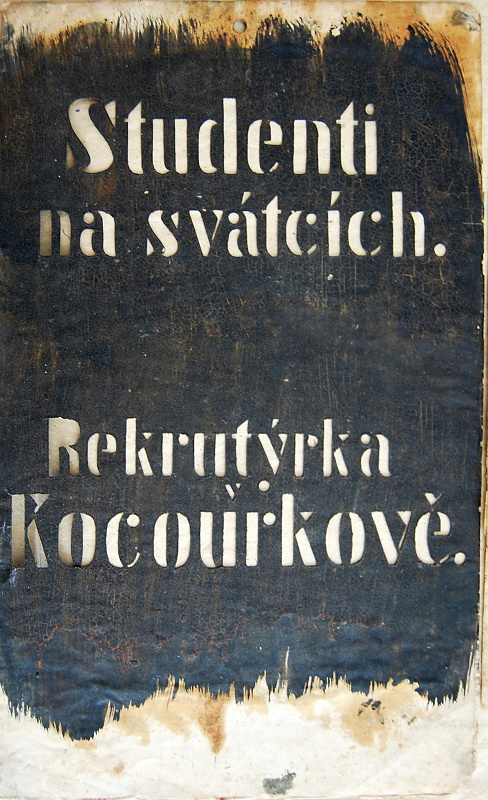 Studenti
na svátcích.
Rekrutýrka
v
Kocouřkově.